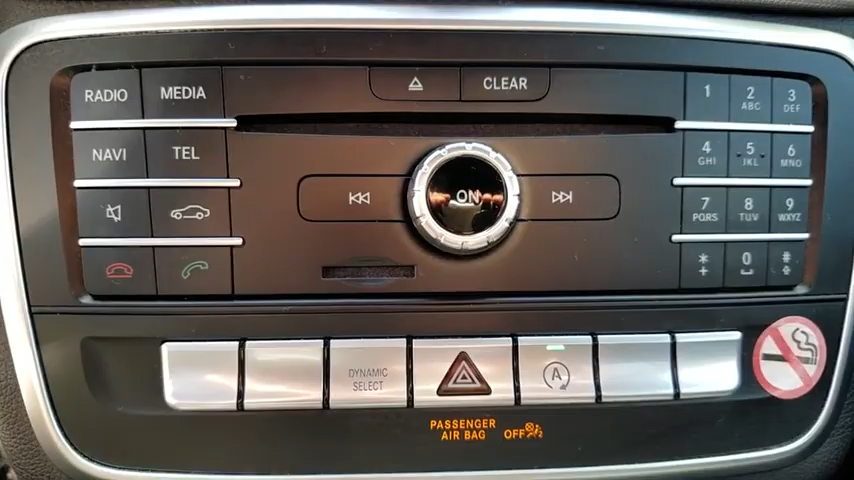 CLEAR
RADIO
MEDIA
1
2
ABC
3
DEF
NAVI
TEL
4
GHI
5
JKL
6
MNO
ON
7
PQRS
8
TUV
9
WXYZ
*
+
0
#
DYNAMIC
SELECT
A
PASSENGER
AIR BAG OFF
2